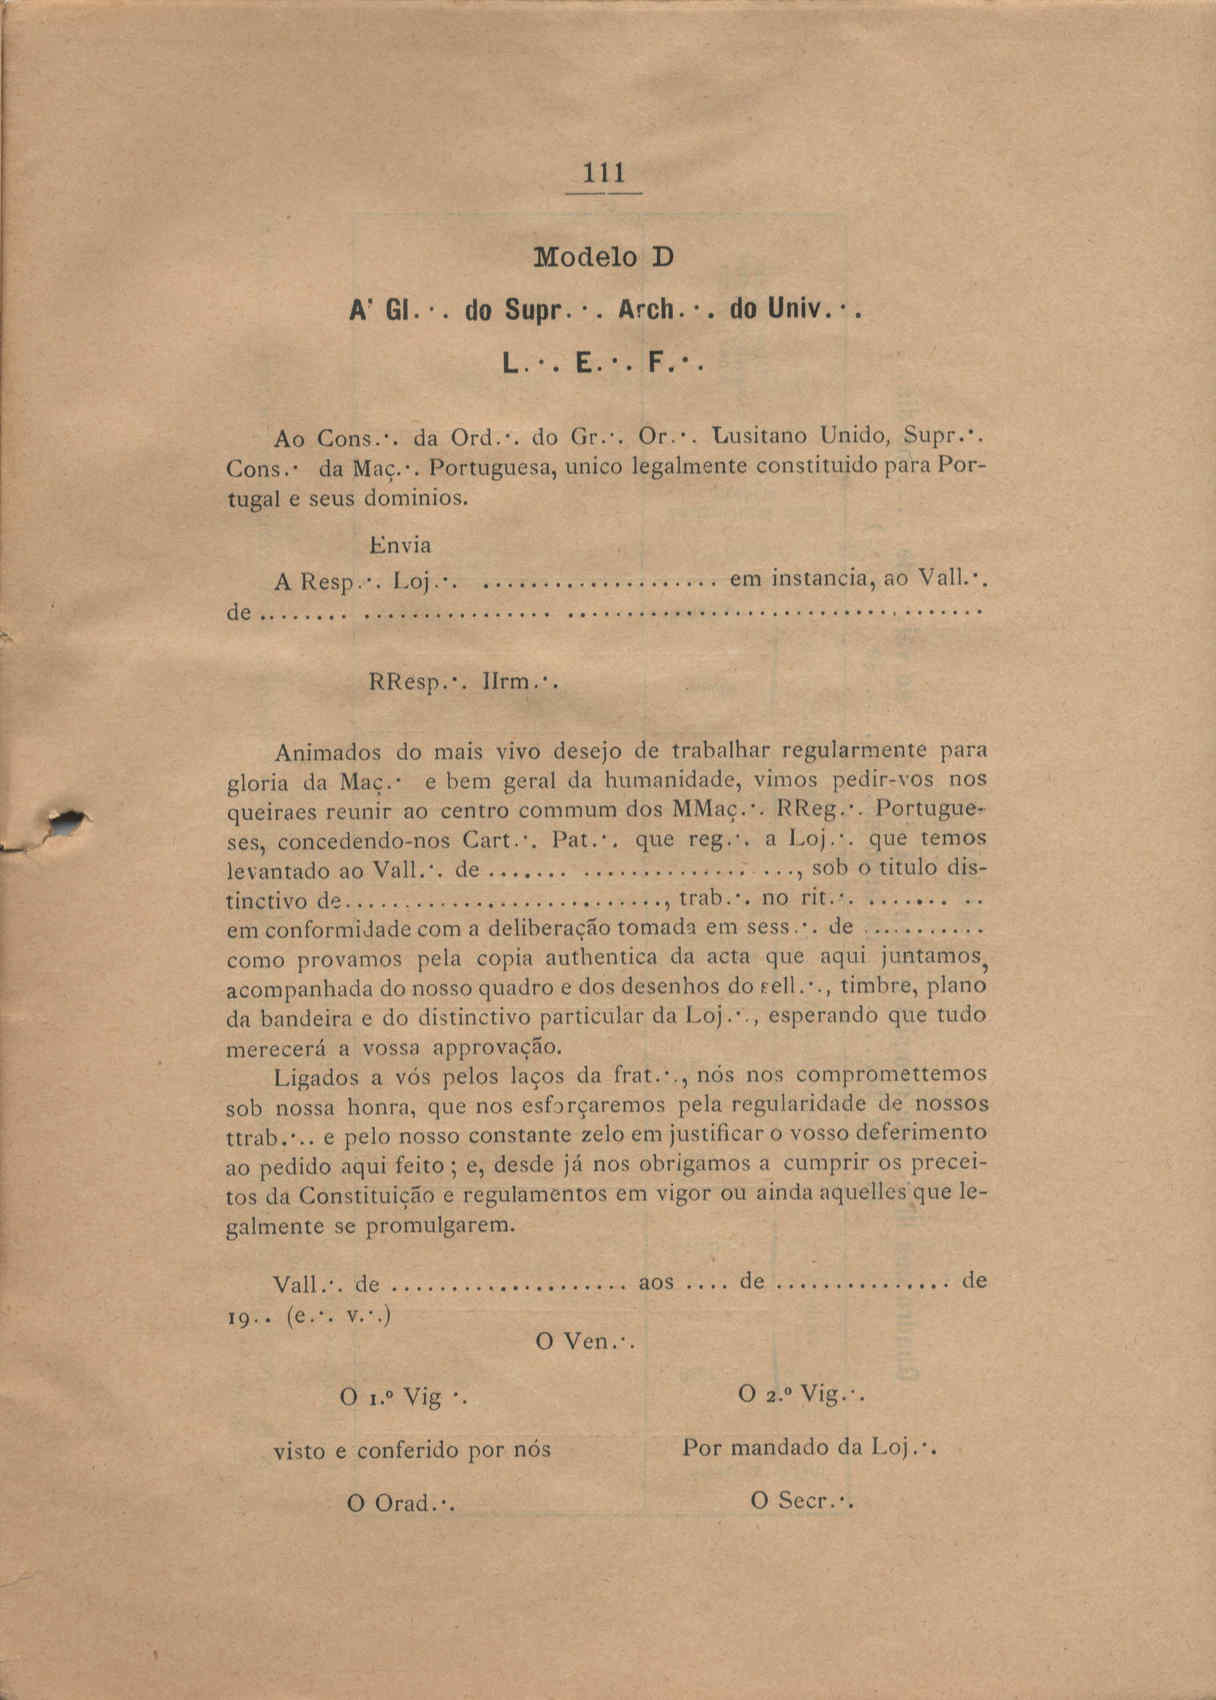 111
Modelo D
A' Gl.·. do Supr.·. Arch.·. do Univ.·.
L.·. E.·. F.·.
Ao Cons.·. da Ord.·. do Gr.·. Or.·. Lusitano Unido, Supr.·.
Cons.· da Maç.·. Portuguesa, unico legalmente constituido para Por-
tugal e seus dominios.
Envia
A Resp.·. Loj.·. .................... em instancia, ao Vall.·.
de ........ ................ ...................................
RResp.·. IIrm.·.
Animados do mais vivo desejo de trabalhar regularmente para
gloria da Maç.· e bem geral da humanidade, vimos pedir-vos nos
queiraes reunir ao centro commum dos MMaç.·. RReg.·. Portugue-
ses, concedendo-nos Cart.·. Pat.·. que reg.·. a Loj.·. que temos
levantado ao Vall.·. de ....... .................. , sob o titulo dis-
tinctivo de..........................., trab.·. no rit.·. ....... ..
em conformidade com a deliberação tomada em sess.·. de ...........
como provamos pela copia authentica da acta que aqui juntamos,
acompanhada do nosso quadro e dos desenhos do sell.·., timbre, plano
da bandeira e do distinctivo particular da Loj.·., esperando que tudo
merecerá a vossa approvação.
Ligados a vós pelos laços da frat.·., nós nos compromettemos
sob nossa honra, que nos esforçaremos pela regularidade de nossos
ttrab.·.. e pelo nosso constante zelo em justificar o vosso deferimento
ao pedido aqui feito; e, desde já nos obrigamos a cumprir os precei-
tos da Constituição e regulamentos em vigor ou ainda aquelles que le-
galmente se promulgarem.
Vall.·. de .................... aos .... de ............... de
19.. (e.·. v.·.)
O Ven.·.
O 1.º Vig ·. O 2.º Vig.·.
visto e conferido por nós Por mandado da Loj.·.
O Orad.·. O Secr.·.